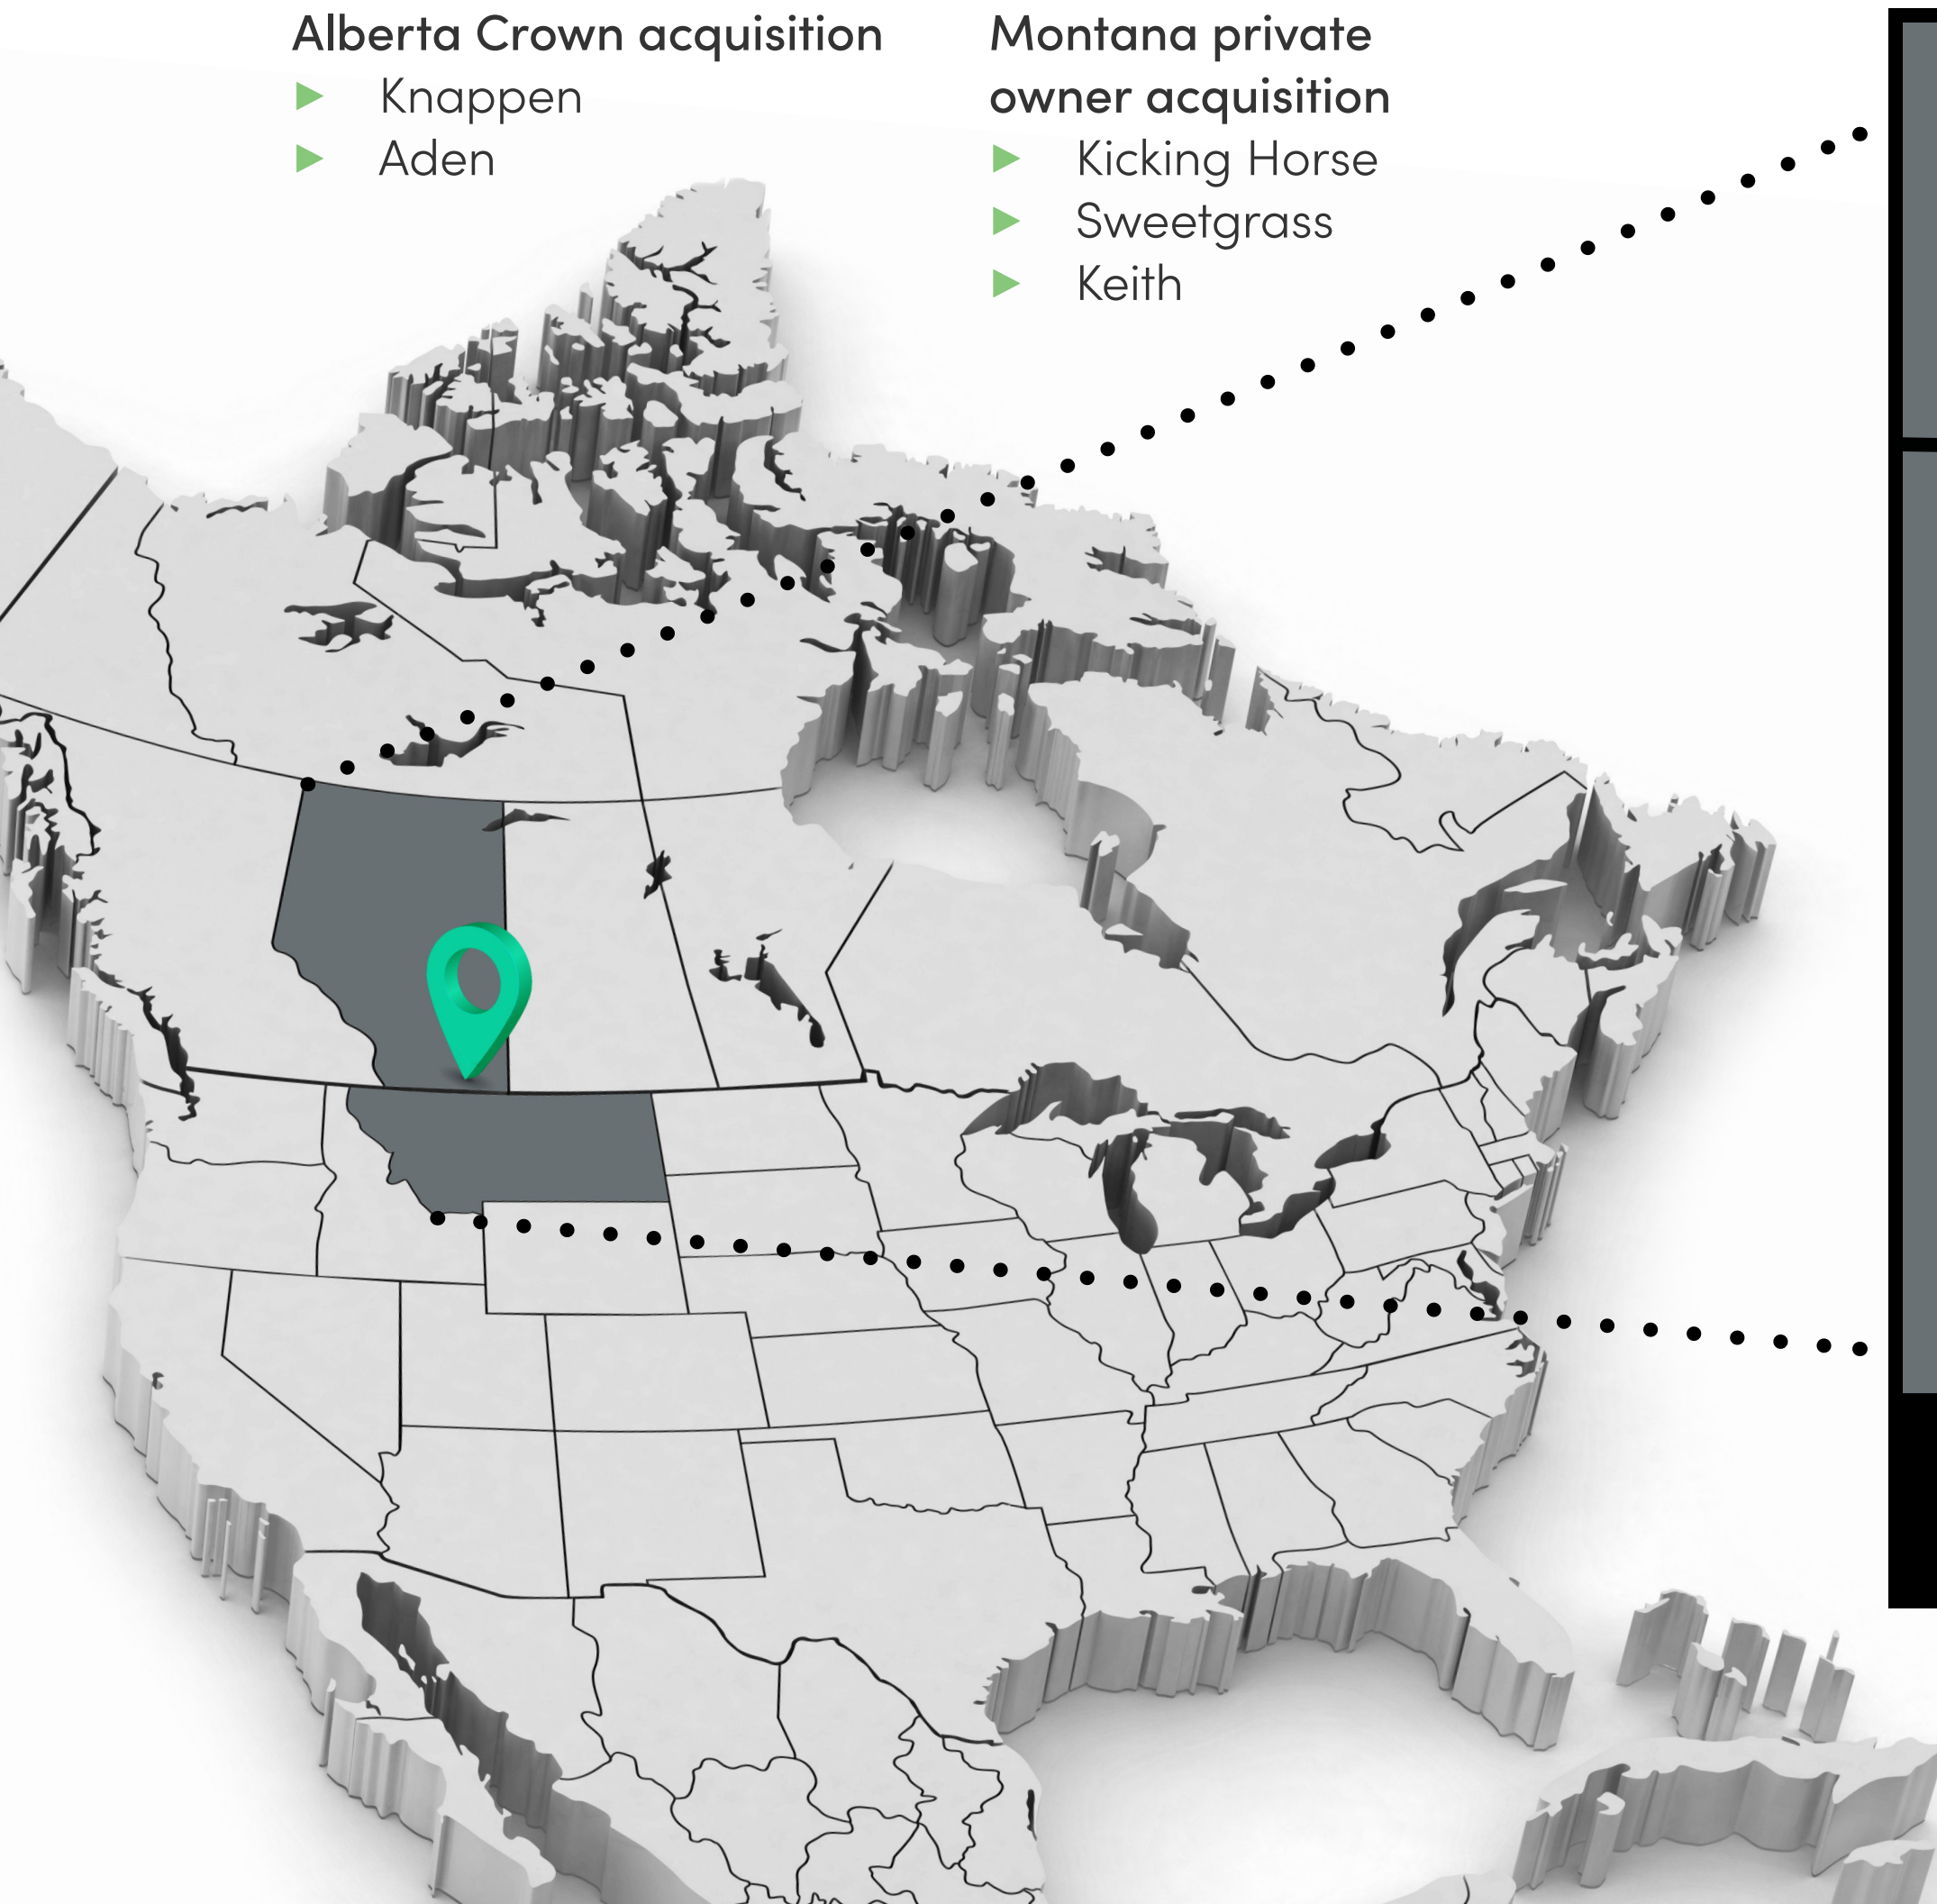 Alberta Crown acquisition
Knappen
Aden
Montana private
owner acquisition
Kicking Horse
Sweetgrass
Keith